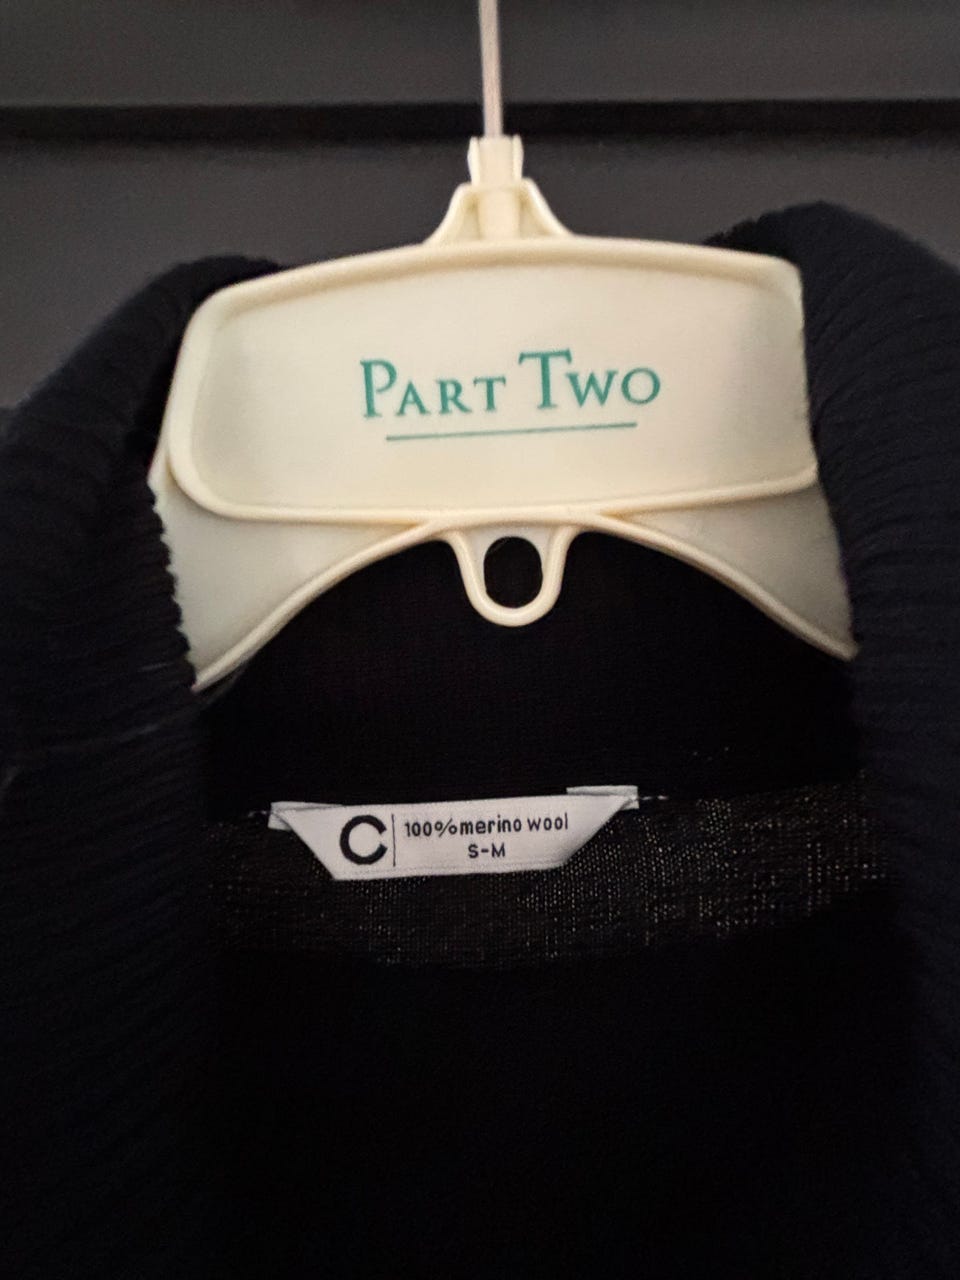 PART TWO
C
100%merino wool
S-M